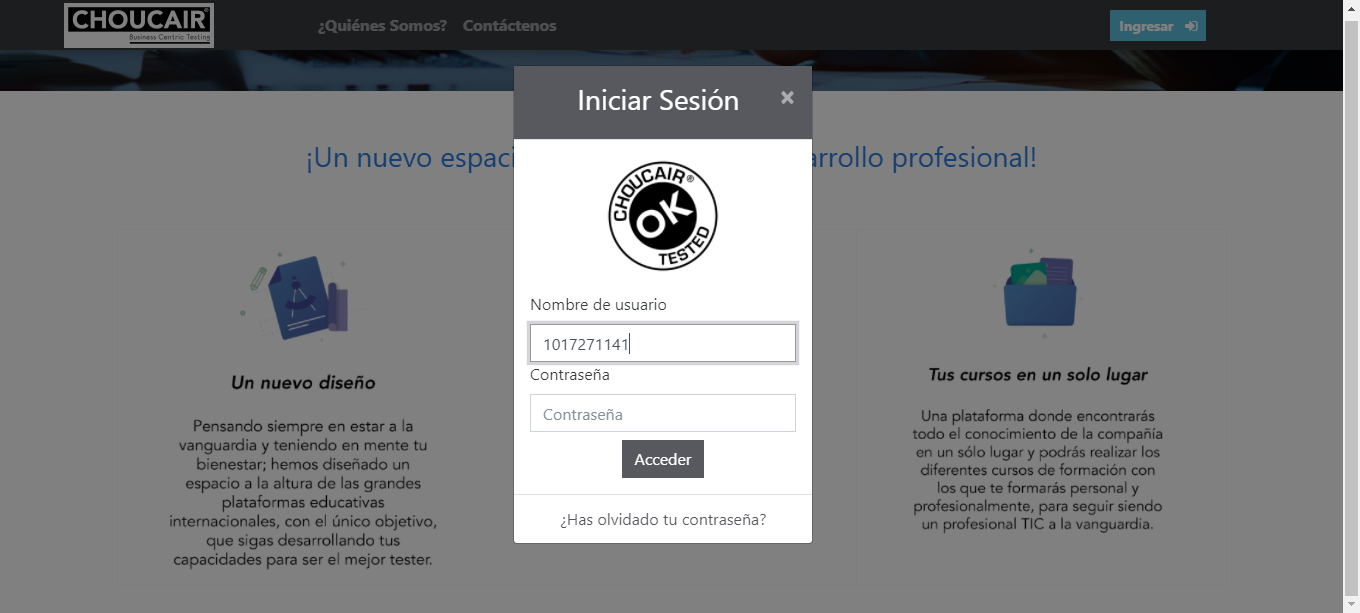 CHOUCAIR®
Business Centric Testing
¿Quiénes Somos?
Contáctenos
Ingresar
Iniciar Sesión
×
¡Un nuevo
arrollo profesional!
CHOUCAIR®
OK
TESTED
Nombre de usuario
1017271141
Contraseña
Contraseña
Acceder
¿Has olvidado tu contraseña?
Un nuevo diseño
Pensando siempre en estar a la
vanguardia y teniendo en mente tu
bienestar; hemos diseñado un
espacio a la altura de las grandes
plataformas educativas
internacionales, con el único objetivo,
que sigas desarrollando tus
capacidades para ser el mejor tester.
Tus cursos en un solo lugar
Una plataforma donde encontrarás
todo el conocimiento de la compañía
en un sólo lugar y podrás realizar los
diferentes cursos de formación con
los que te formarás personal y
profesionalmente, para seguir siendo
un profesional TIC a la vanguardia.